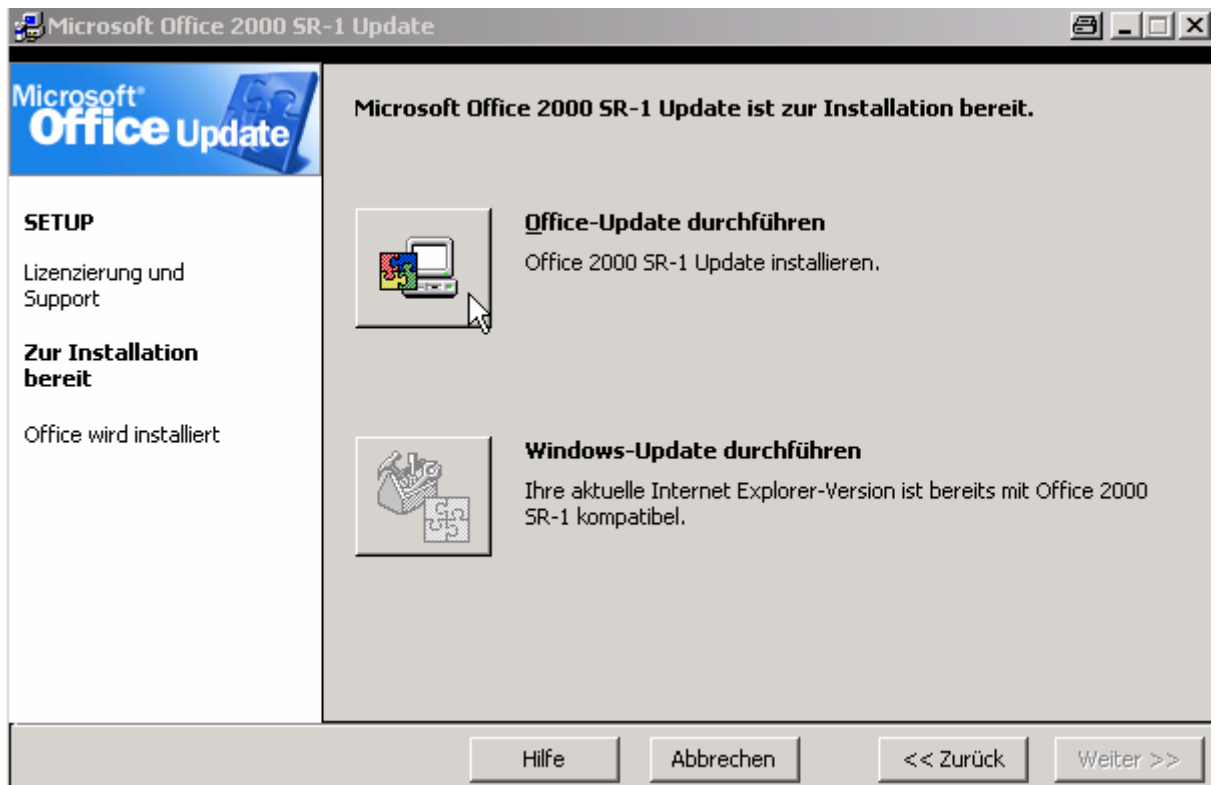 Microsoft Office 2000 SR-1 Update
Microsoft®
Office Update
SETUP
Lizenzierung und
Support
Zur Installation
bereit
Office wird installiert
Microsoft Office 2000 SR-1 Update ist zur Installation bereit.
Office-Update durchführen
Office 2000 SR-1 Update installieren.
Windows-Update durchführen
Ihre aktuelle Internet Explorer-Version ist bereits mit Office 2000
SR-1 kompatibel.
Hilfe
Abbrechen
<< Zurück
Weiter >>